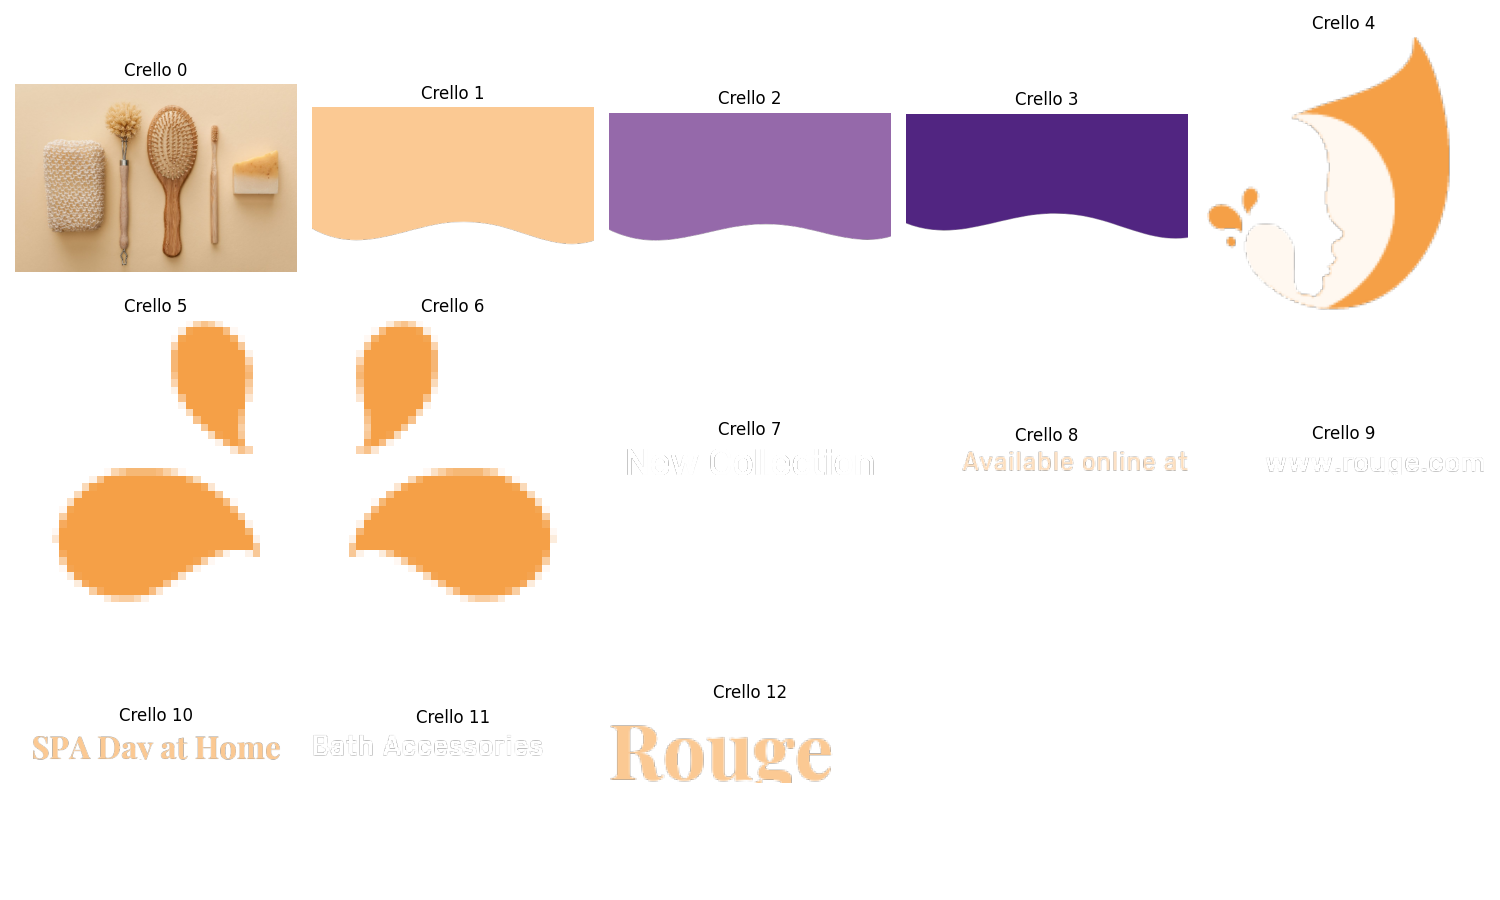 Crello 4
Crello 0
Crello 1
Crello 2
Crello 3
Crello 5
Crello 6
Crello 7
New Collection
Crello 8
Available online at
Crello 9
www.rouge.com
Crello 10
SPA Day at Home
Crello 11
Bath Accessories
Crello 12
Rouge